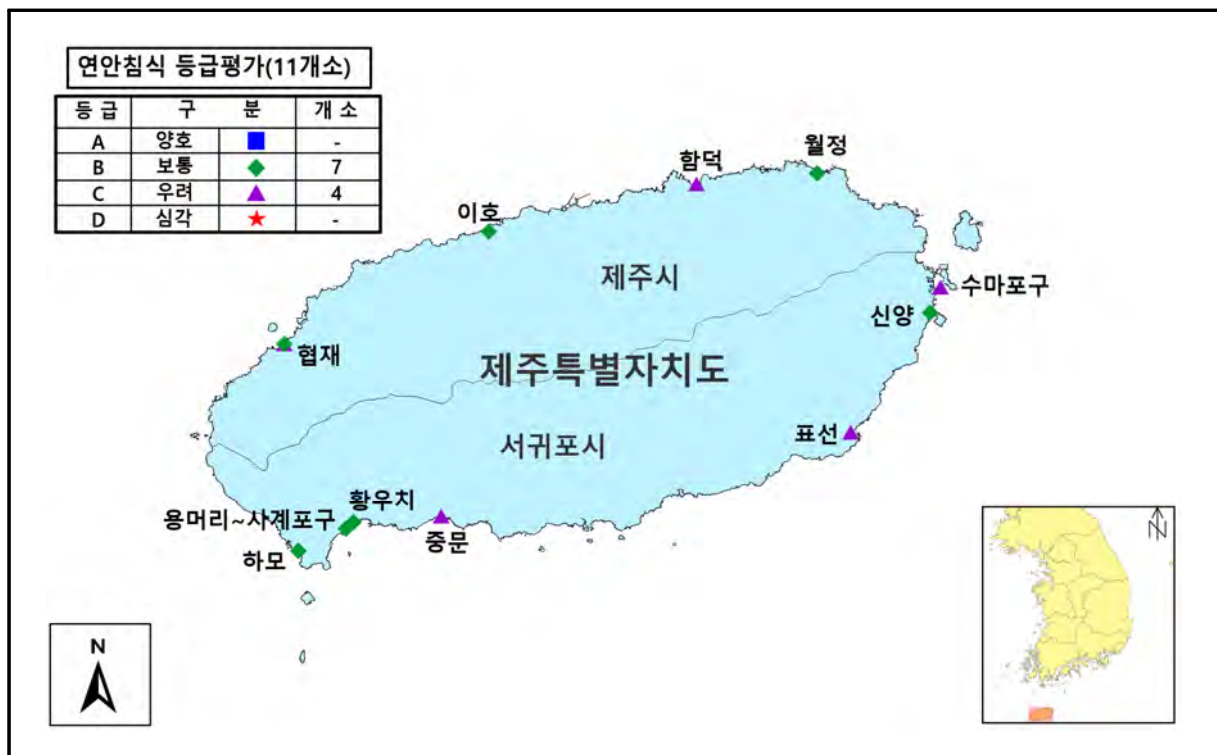 연안침식 등급평가(11개소)
등 급 구 분 개 소
A 양호 -
B 보통 7
C 우려 4
D 심각 -
월정
함덕
이호
제주시
수마포구
신양
협재
제주특별자치도
표선
서귀포시
황우치
용머리~사계포구
중문
하모
N
N